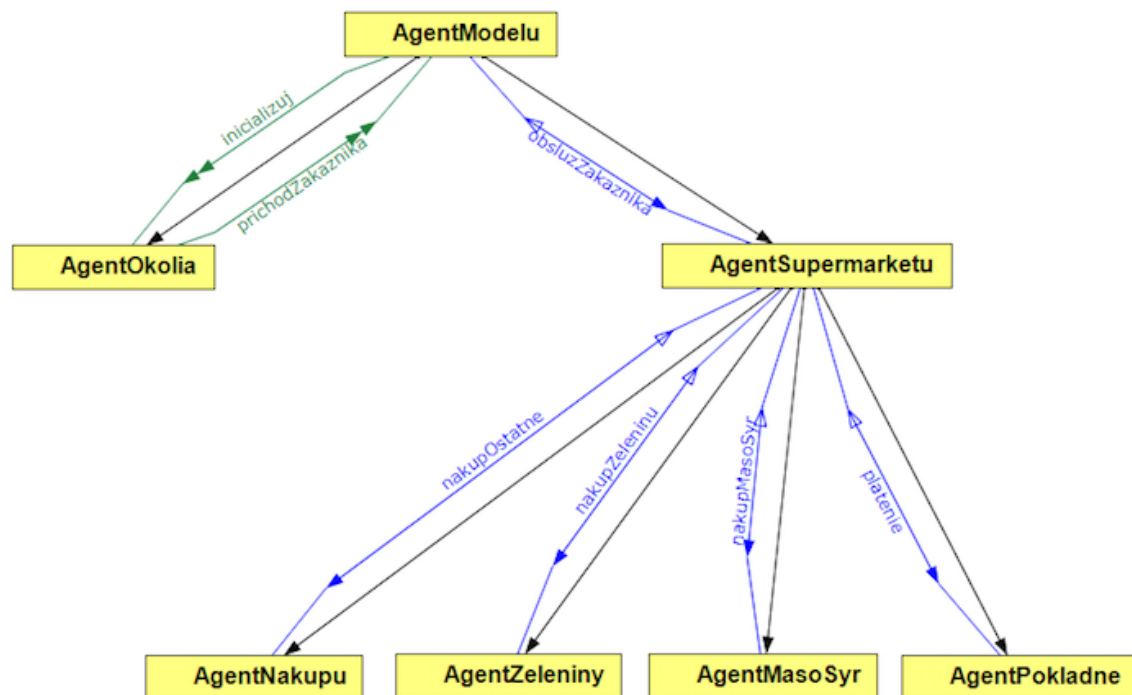 AgentModelu
inicializuj
prichodZakaznika
obsluzZakaznika
AgentOkolia
AgentSupermarketu
nakupOstatne
nakupZeleninu
nakupMasoSyr
platenie
AgentNakupu
AgentZeleniny
AgentMasoSyr
AgentPokladne